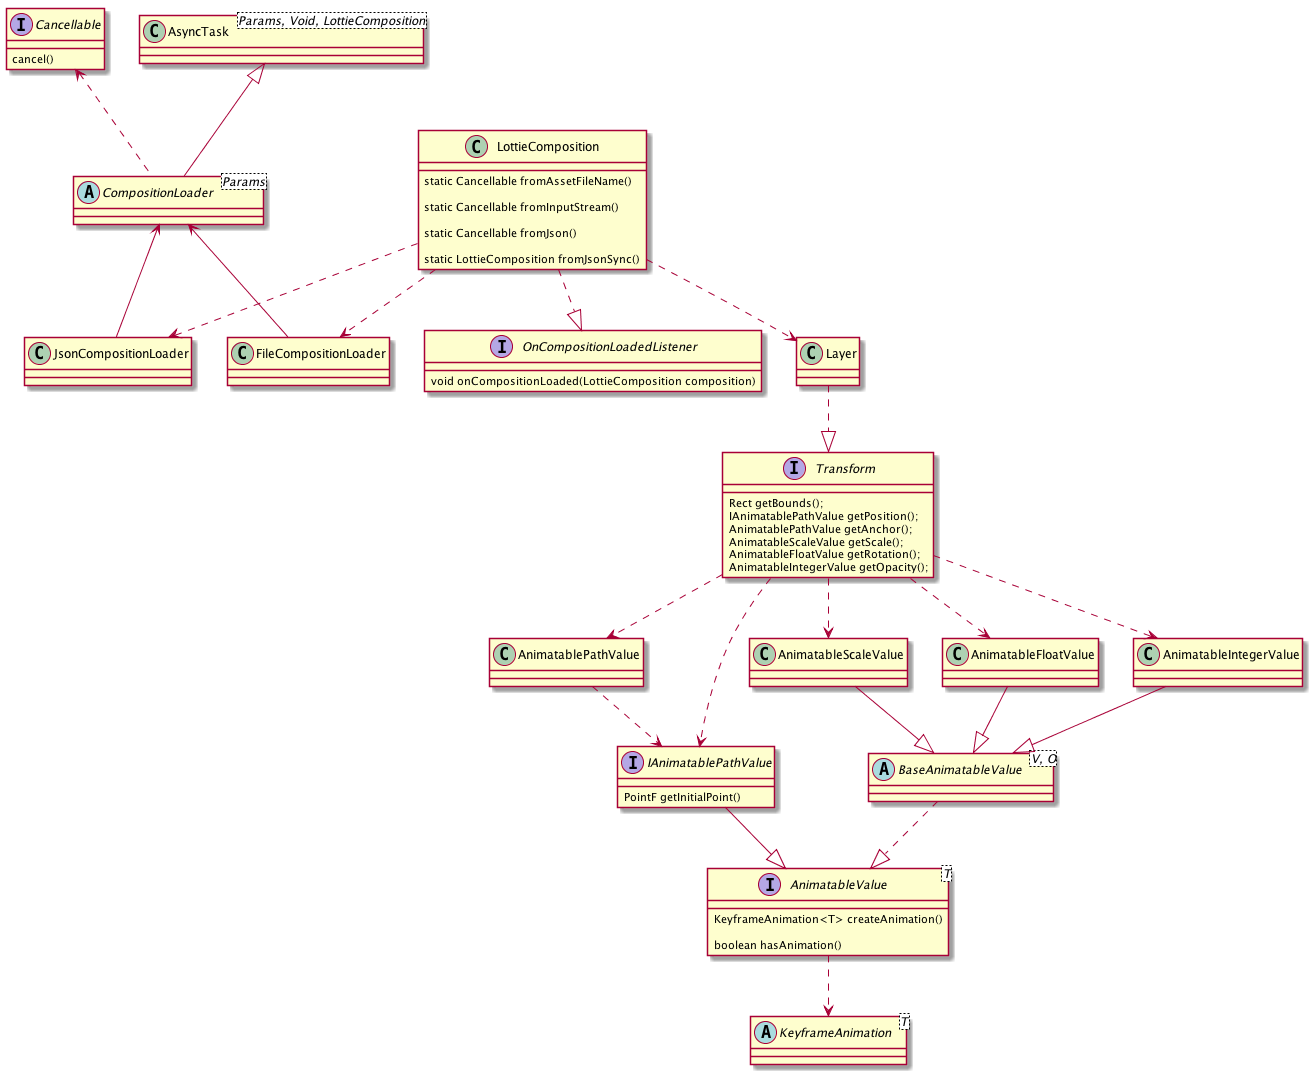 I Cancellable
cancel()
C AsyncTask
Params, Void, LottieComposition
C LottieComposition
static Cancellable fromAssetFileName()
static Cancellable fromInputStream()
static Cancellable fromJson()
static LottieComposition fromJsonSync()
A CompositionLoader
Params
C JsonCompositionLoader
C FileCompositionLoader
I OnCompositionLoadedListener
void onCompositionLoaded(LottieComposition composition)
C Layer
I Transform
Rect getBounds();
IAnimatablePathValue getPosition();
AnimatablePathValue getAnchor();
AnimatableScaleValue getScale();
AnimatableFloatValue getRotation();
AnimatableIntegerValue getOpacity();
C AnimatablePathValue
C AnimatableScaleValue
C AnimatableFloatValue
C AnimatableIntegerValue
I IAnimatablePathValue
PointF getInitialPoint()
A BaseAnimatableValue
V, O
I AnimatableValue
T
KeyframeAnimation<T> createAnimation()
boolean hasAnimation()
A KeyframeAnimation
T